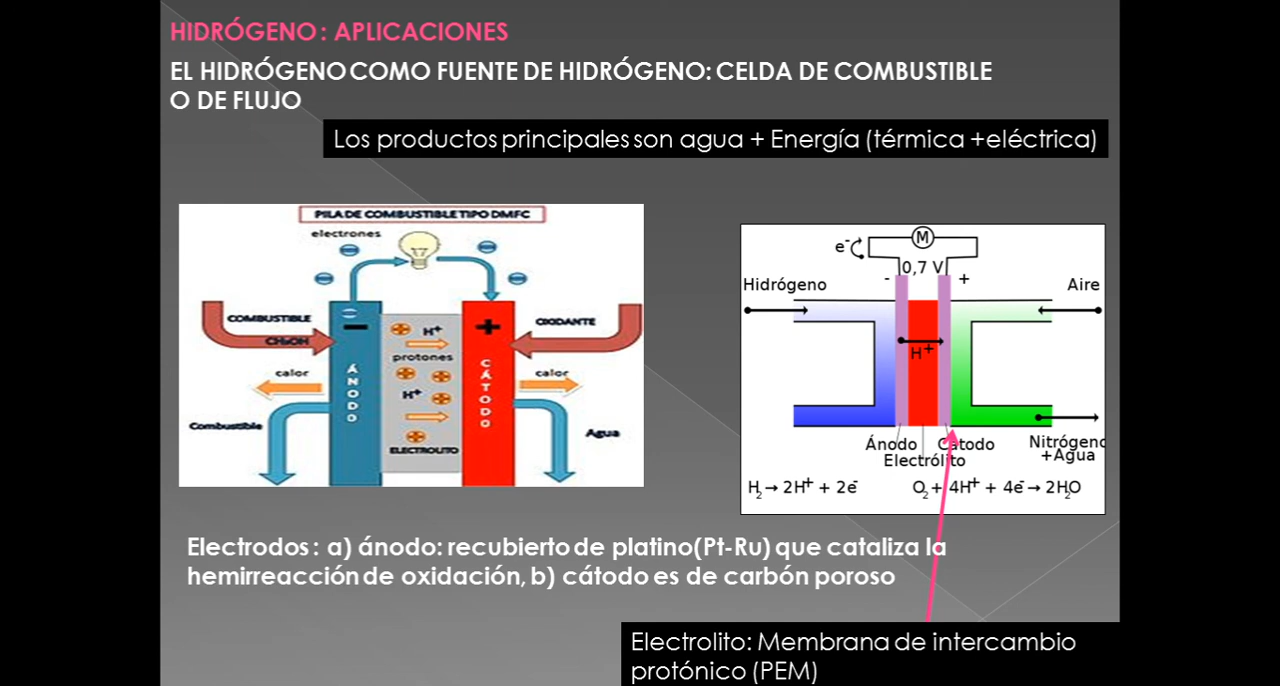 HIDRÓGENO : APLICACIONES
EL HIDRÓGENO COMO FUENTE DE HIDRÓGENO: CELDA DE COMBUSTIBLE
O DE FLUJO
Los productos principales son agua + Energía (térmica +eléctrica)
PILA DE COMBUSTIBLE TIPO DMFC
electrones
COMBUSTIBLE
CH₃OH
OXIDANTE
−
+
H⁺
protones
H⁺
calor
calor
ÁNODO
CÁTODO
Combustible
Agua
ELECTROLITO
M
e⁻
0,7 V
-
+
Hidrógeno
Aire
H⁺
Ánodo
Cátodo
Electrólito
Nitrógeno
+Agua
H₂ → 2H⁺ + 2e⁻
O₂ + 4H⁺ + 4e⁻ → 2H₂O
Electrodos : a) ánodo: recubierto de platino(Pt-Ru) que cataliza la
hemirreacción de oxidación, b) cátodo es de carbón poroso
Electrolito: Membrana de intercambio
protónico (PEM)